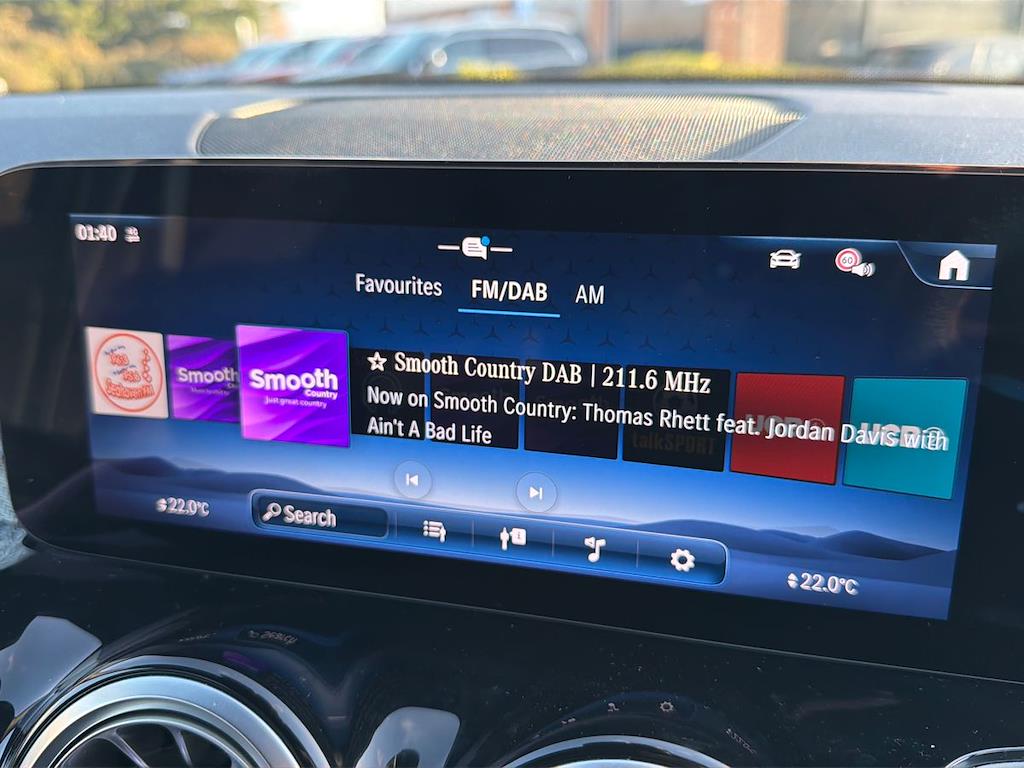 01:40
60
Favourites FM/DAB AM
Smooth
Smooth
Country
Just great country
Smooth Country DAB | 211.6 MHz
Now on Smooth Country: Thomas Rhett feat. Jordan Davis with
Ain't A Bad Life
talkSPORT
22.0°C
Search
22.0°C